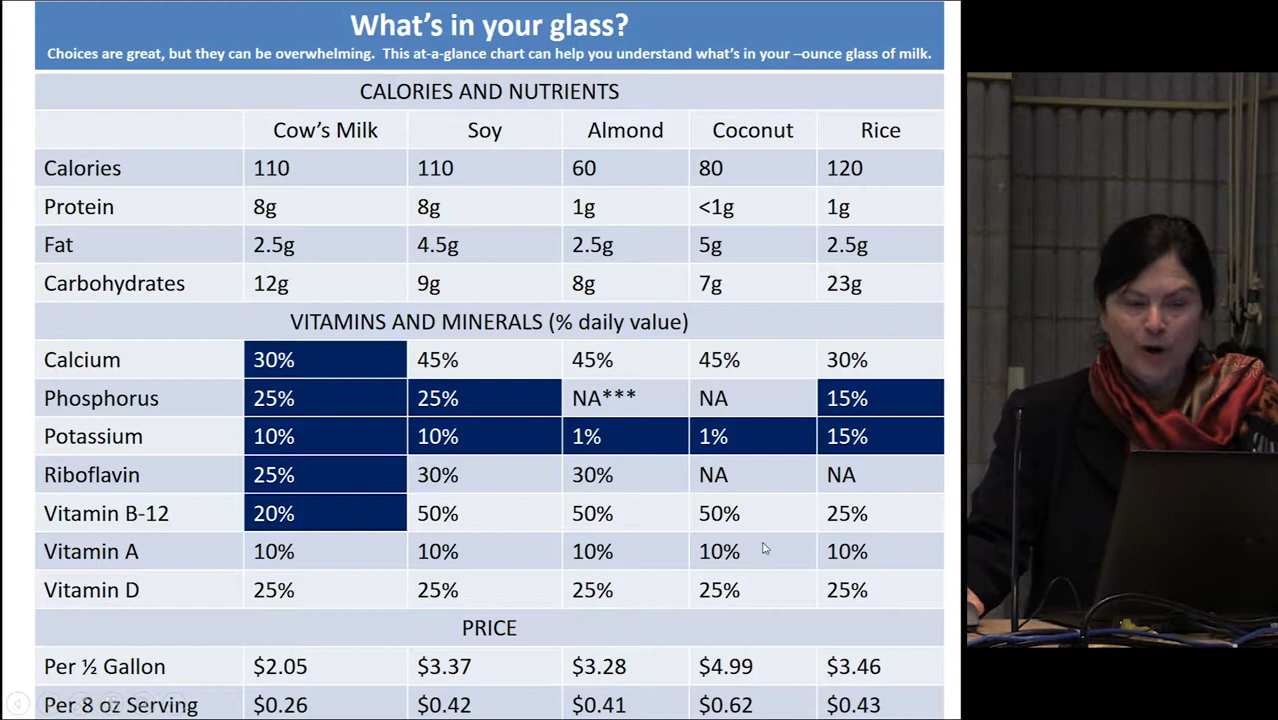 What's in your glass?
Choices are great, but they can be overwhelming. This at-a-glance chart can help you understand what's in your –ounce glass of milk.
CALORIES AND NUTRIENTS
Cow's Milk Soy Almond Coconut Rice
Calories 110 110 60 80 120
Protein 8g 8g 1g <1g 1g
Fat 2.5g 4.5g 2.5g 5g 2.5g
Carbohydrates 12g 9g 8g 7g 23g
VITAMINS AND MINERALS (% daily value)
Calcium 30% 45% 45% 45% 30%
Phosphorus 25% 25% NA*** NA 15%
Potassium 10% 10% 1% 1% 15%
Riboflavin 25% 30% 30% NA NA
Vitamin B-12 20% 50% 50% 50% 25%
Vitamin A 10% 10% 10% 10% 10%
Vitamin D 25% 25% 25% 25% 25%
PRICE
Per ½ Gallon $2.05 $3.37 $3.28 $4.99 $3.46
Per 8 oz Serving $0.26 $0.42 $0.41 $0.62 $0.43